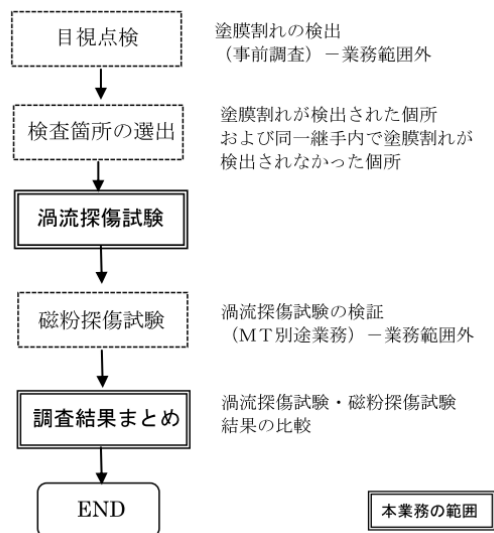 目視点検
塗膜割れの検出
（事前調査）－業務範囲外
検査箇所の選出
塗膜割れが検出された個所
および同一継手内で塗膜割れが
検出されなかった個所
渦流探傷試験
磁粉探傷試験
渦流探傷試験の検証
（ＭＴ別途業務）－業務範囲外
調査結果まとめ
渦流探傷試験・磁粉探傷試験
結果の比較
END
本業務の範囲